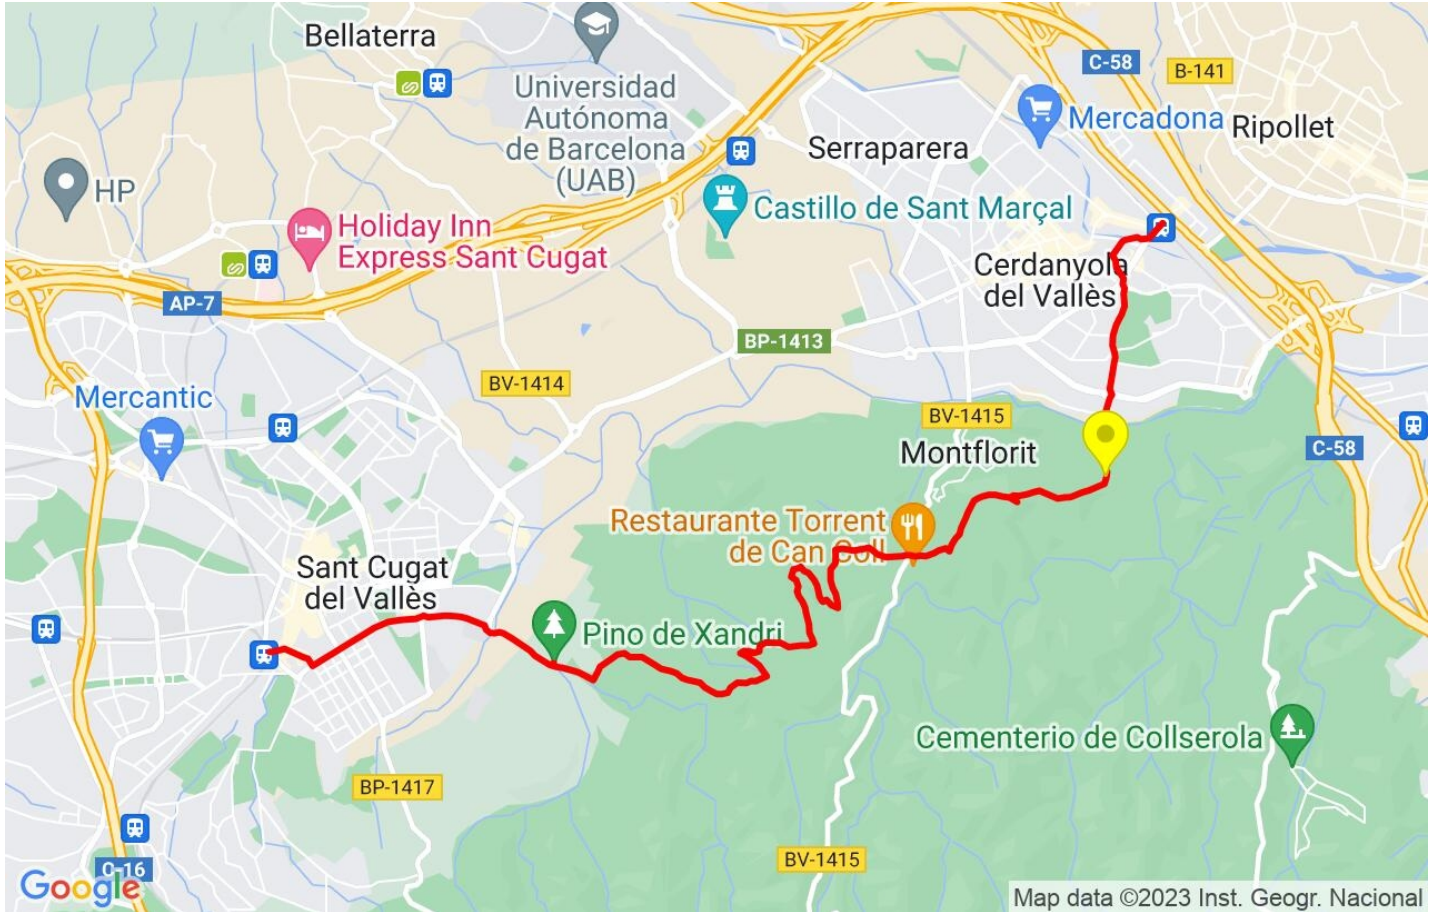 Bellaterra
Universidad
Autónoma
de Barcelona
(UAB)
C-58
B-141
Mercadona
Ripollet
Serraparera
HP
Castillo de Sant Marçal
Holiday Inn
Express Sant Cugat
Cerdanyola
del Vallès
AP-7
BP-1413
BV-1414
Mercantic
BV-1415
Montflorit
C-58
Restaurante Torrent
de Can Coll
Sant Cugat
del Vallès
Pino de Xandri
Cementerio de Collserola
BP-1417
BV-1415
C-16
Google
Map data ©2023 Inst. Geogr. Nacional